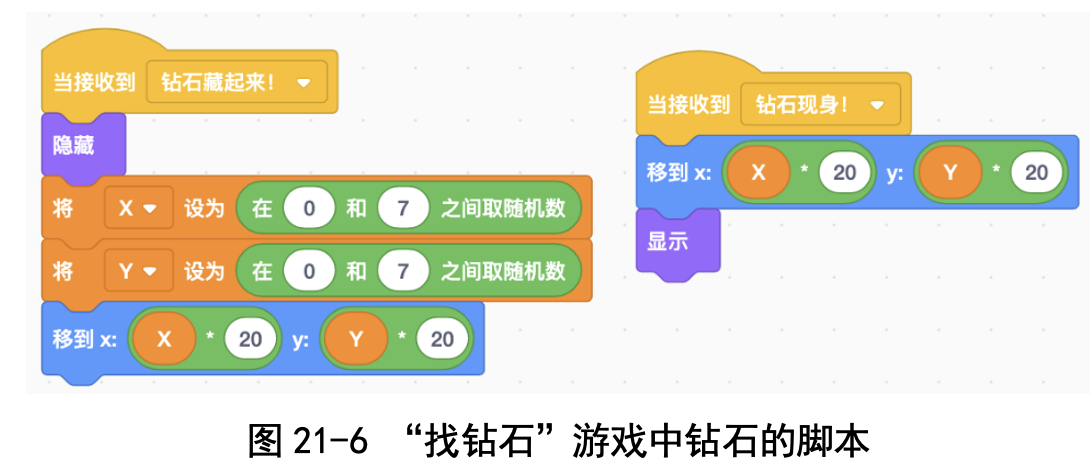 当接收到 钻石藏起来！
隐藏
将 X 设为 在 0 和 7 之间取随机数
将 Y 设为 在 0 和 7 之间取随机数
移到 x: X * 20 y: Y * 20
当接收到 钻石现身！
移到 x: X * 20 y: Y * 20
显示
图 21-6 “找钻石”游戏中钻石的脚本